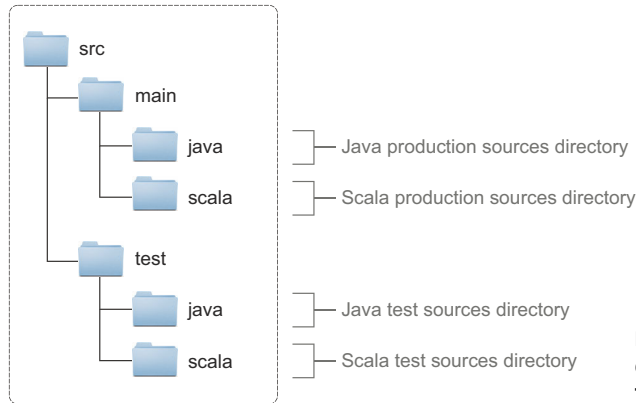 src
main
java
Java production sources directory
scala
Scala production sources directory
test
java
Java test sources directory
scala
Scala test sources directory